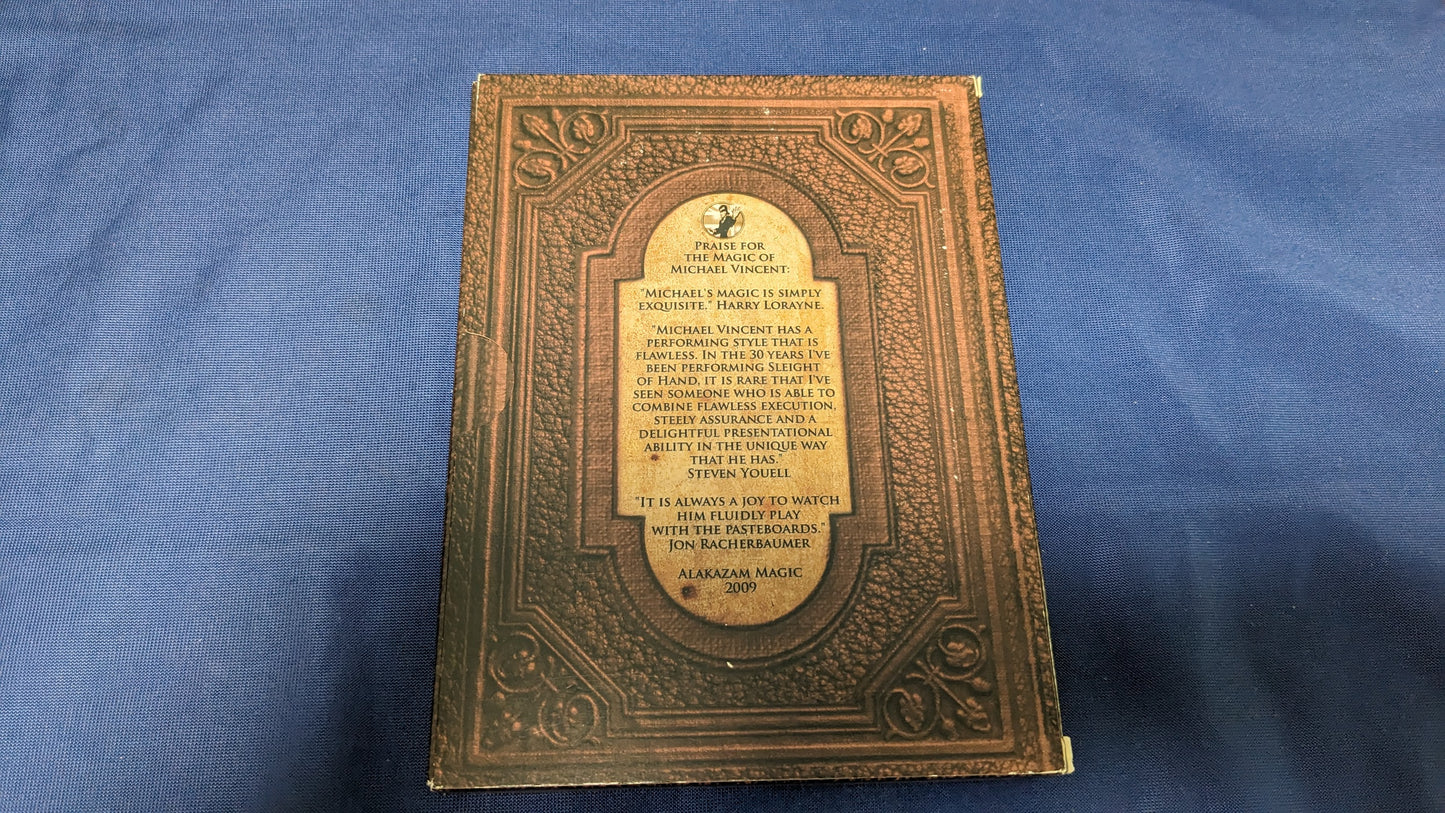 Praise for
the Magic of
Michael Vincent:
"Michael's magic is simply
exquisite." Harry Lorayne.
"Michael Vincent has a
performing style that is
flawless. In the 30 years I've
been performing Sleight
of Hand, it is rare that I've
seen someone who is able to
combine flawless execution,
steely assurance and a
delightful presentational
ability in the unique way
that he has."
Steven Youell
"It is always a joy to watch
him fluidly play
with the pasteboards."
Jon Racherbaumer
Alakazam Magic
2009